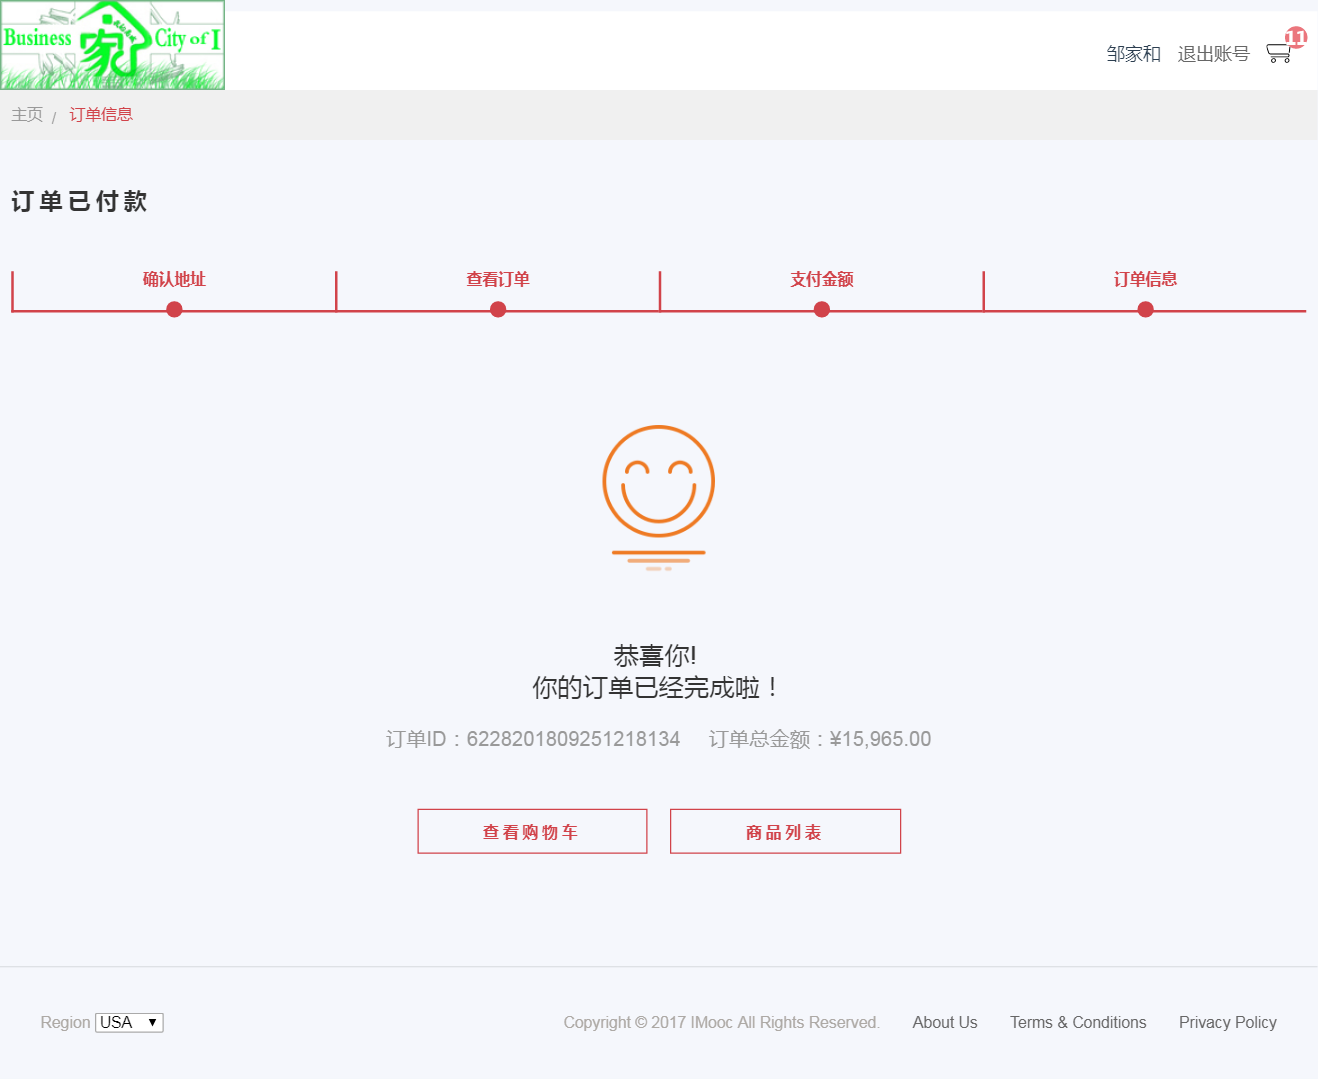 Business 家 City of I
邹家和 退出账号 11
主页 / 订单信息
订单已付款
确认地址 查看订单 支付金额 订单信息
恭喜你!
你的订单已经完成啦！
订单ID：6228201809251218134 订单总金额：¥15,965.00
查看购物车 商品列表
Region USA ▼ Copyright © 2017 IMooc All Rights Reserved. About Us Terms & Conditions Privacy Policy